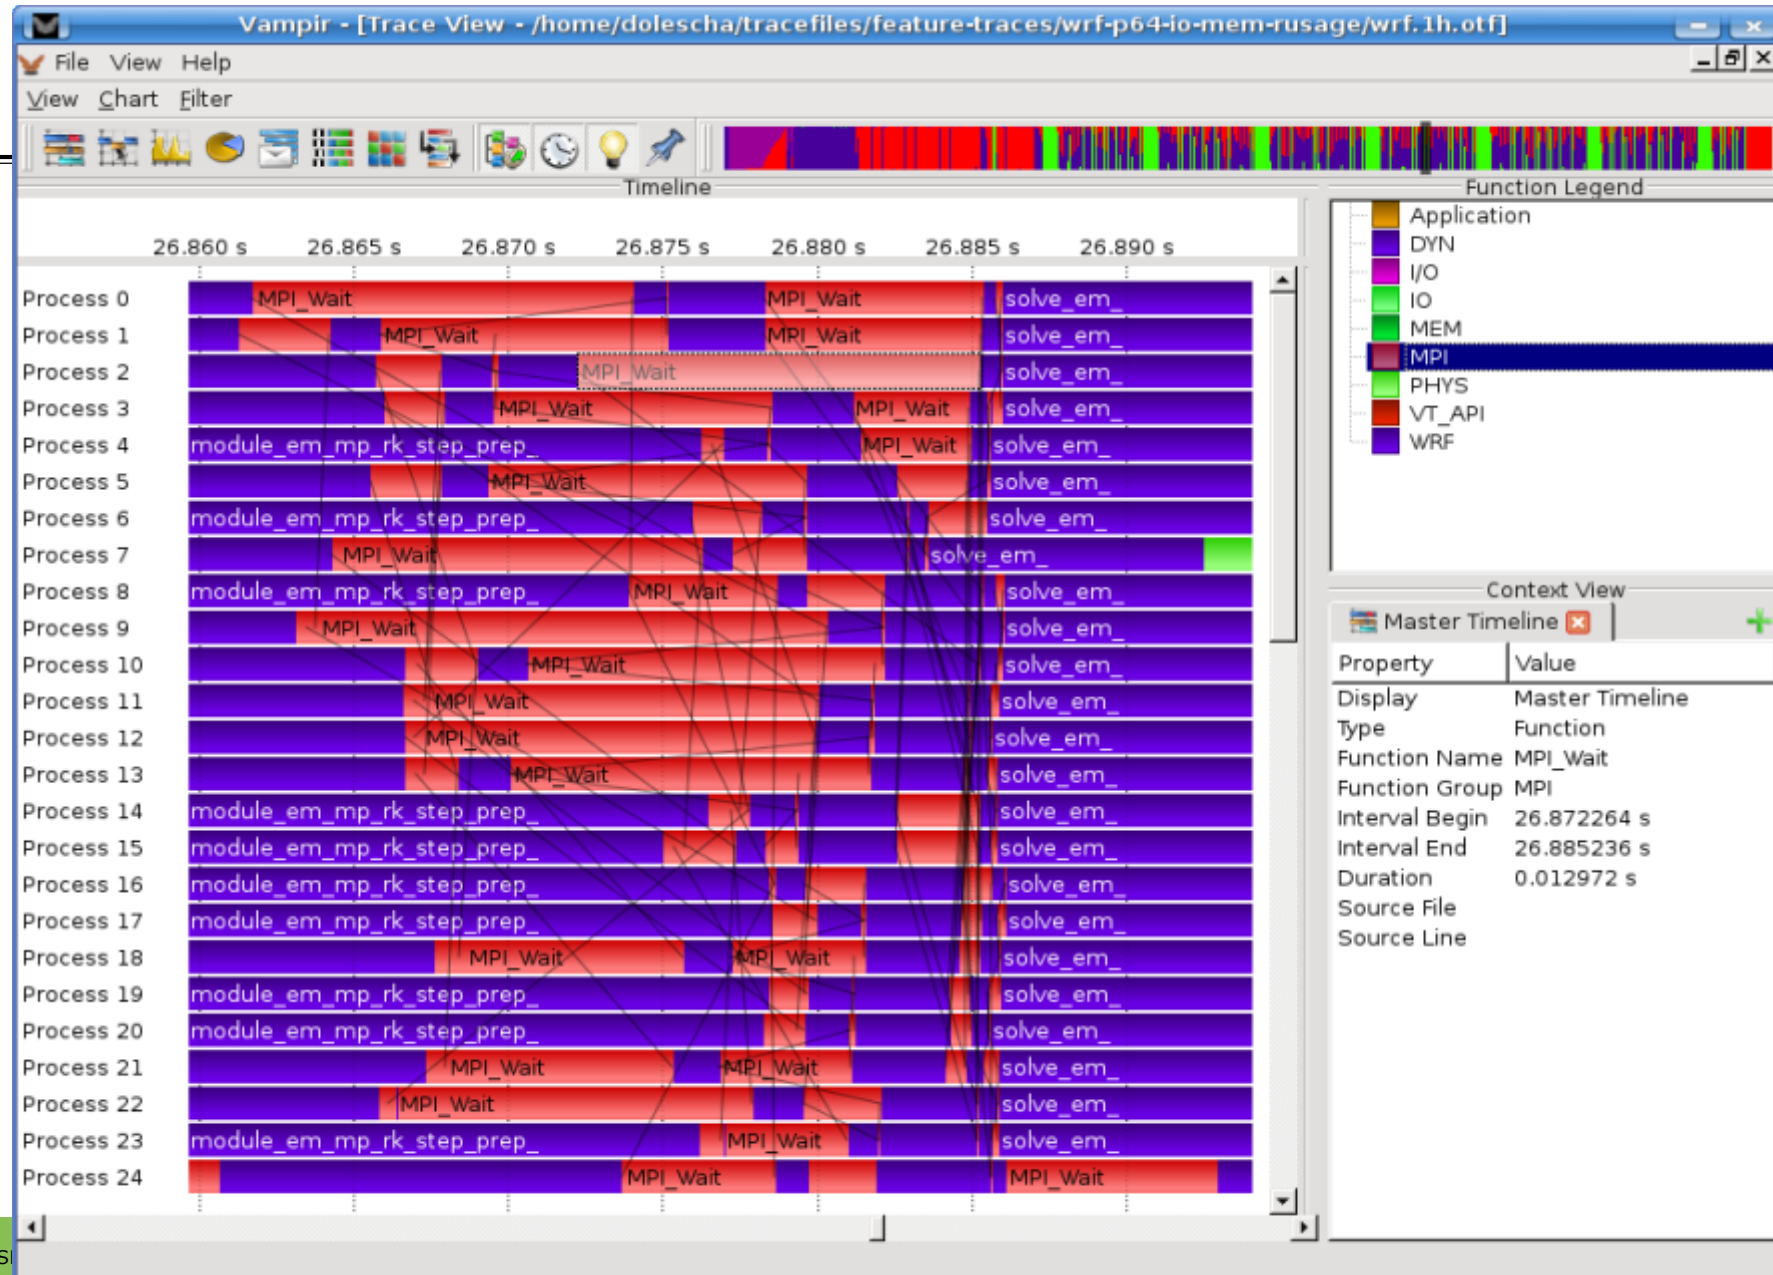 Vampir - [Trace View - /home/dolescha/tracefiles/feature-traces/wrf-p64-io-mem-rusage/wrf.1h.otf]
File View Help
View Chart Filter
Timeline
26.860 s 26.865 s 26.870 s 26.875 s 26.880 s 26.885 s 26.890 s
Process 0 MPI_Wait MPI_Wait solve_em_
Process 1 MPI_Wait MPI_Wait solve_em_
Process 2 MPI_Wait solve_em_
Process 3 MPI_Wait MPI_Wait solve_em_
Process 4 module_em_mp_rk_step_prep_ MPI_Wait solve_em_
Process 5 MPI_Wait solve_em_
Process 6 module_em_mp_rk_step_prep_ solve_em_
Process 7 MPI_Wait solve_em_
Process 8 module_em_mp_rk_step_prep_ MPI_Wait solve_em_
Process 9 MPI_Wait solve_em_
Process 10 MPI_Wait solve_em_
Process 11 MPI_Wait solve_em_
Process 12 MPI_Wait solve_em_
Process 13 MPI_Wait solve_em_
Process 14 module_em_mp_rk_step_prep_ solve_em_
Process 15 module_em_mp_rk_step_prep_ solve_em_
Process 16 module_em_mp_rk_step_prep_ solve_em_
Process 17 module_em_mp_rk_step_prep_ solve_em_
Process 18 MPI_Wait MPI_Wait solve_em_
Process 19 module_em_mp_rk_step_prep_ solve_em_
Process 20 module_em_mp_rk_step_prep_ solve_em_
Process 21 MPI_Wait MPI_Wait solve_em_
Process 22 MPI_Wait solve_em_
Process 23 module_em_mp_rk_step_prep_ MPI_Wait solve_em_
Process 24 MPI_Wait MPI_Wait
Function Legend
Application
DYN
I/O
IO
MEM
MPI
PHYS
VT_API
WRF
Context View
Master Timeline
Property Value
Display Master Timeline
Type Function
Function Name MPI_Wait
Function Group MPI
Interval Begin 26.872264 s
Interval End 26.885236 s
Duration 0.012972 s
Source File
Source Line